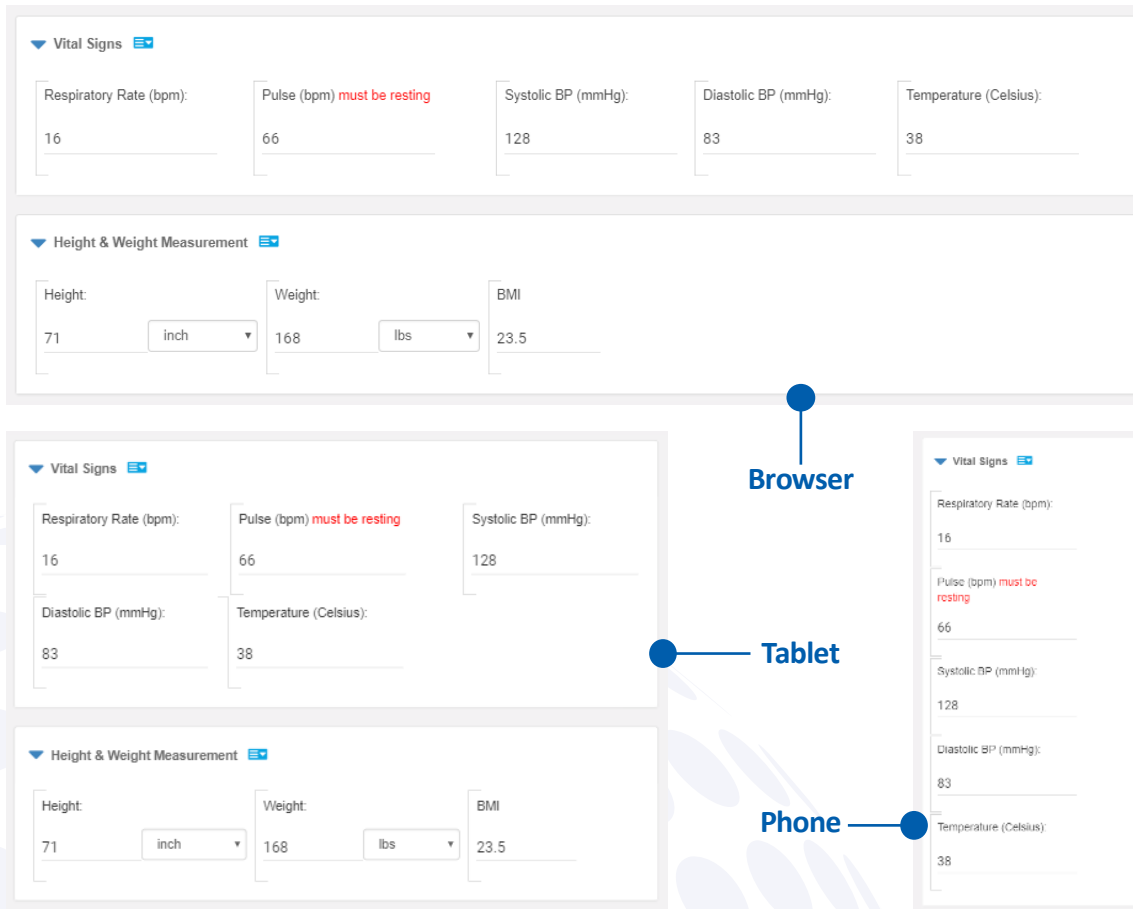 Vital Signs
Respiratory Rate (bpm): Pulse (bpm) must be resting Systolic BP (mmHg): Diastolic BP (mmHg): Temperature (Celsius):
16 66 128 83 38
Height & Weight Measurement
Height: Weight: BMI
71 inch 168 lbs 23.5
Browser
Vital Signs
Respiratory Rate (bpm): Pulse (bpm) must be resting Systolic BP (mmHg):
16 66 128
Diastolic BP (mmHg): Temperature (Celsius):
83 38
Tablet
Height & Weight Measurement
Height: Weight: BMI
71 inch 168 lbs 23.5
Vital Signs
Respiratory Rate (bpm):
16
Pulse (bpm) must be
resting
66
Systolic BP (mmHg):
128
Diastolic BP (mmHg):
83
Phone
Temperature (Celsius):
38